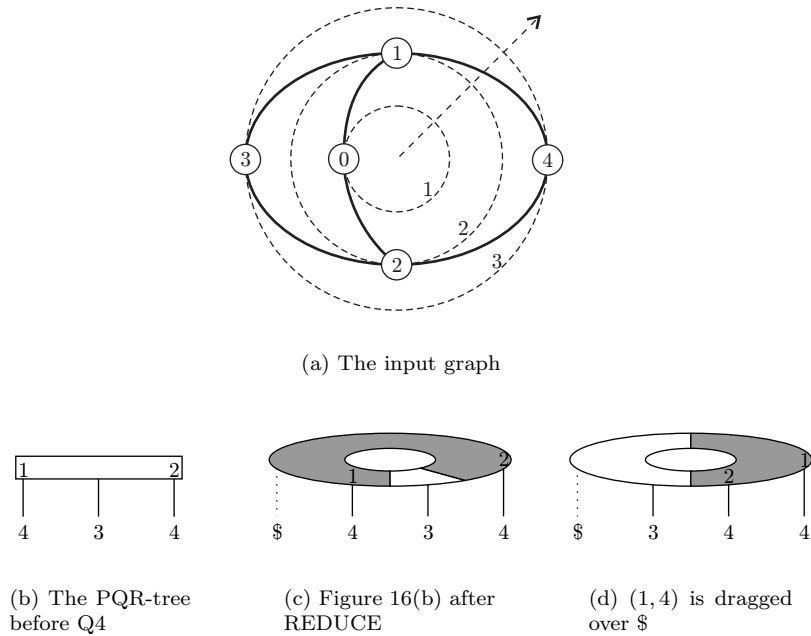 1
3
0
4
1
2
2
3
(a) The input graph
1 2
4 3 4
1 2
$ 4 3 4
2 1
$ 3 4 4
(b) The PQR-tree
before Q4
(c) Figure 16(b) after
REDUCE
(d) (1, 4) is dragged
over $